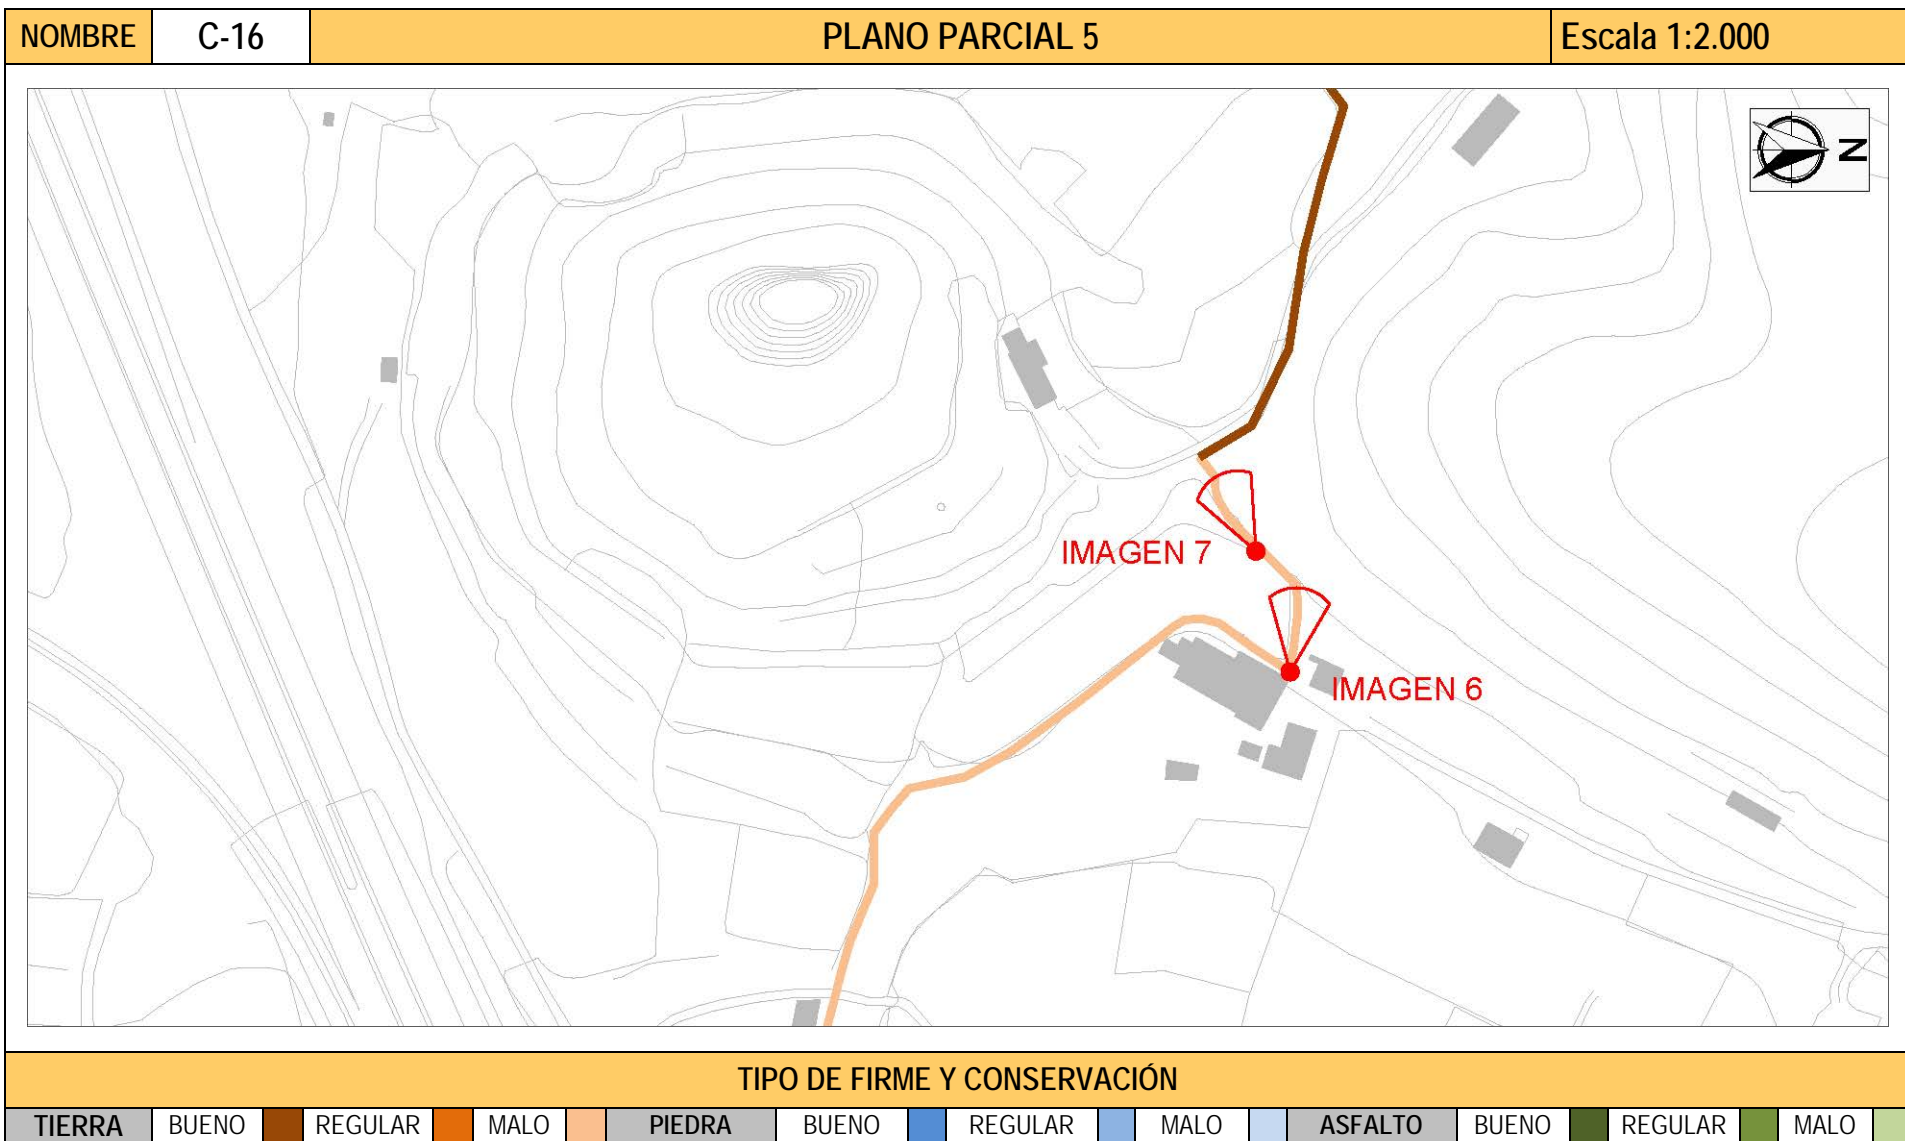 NOMBRE C-16 PLANO PARCIAL 5 Escala 1:2.000
N
IMAGEN 7
IMAGEN 6
TIPO DE FIRME Y CONSERVACIÓN
TIERRA BUENO REGULAR MALO PIEDRA BUENO REGULAR MALO ASFALTO BUENO REGULAR MALO